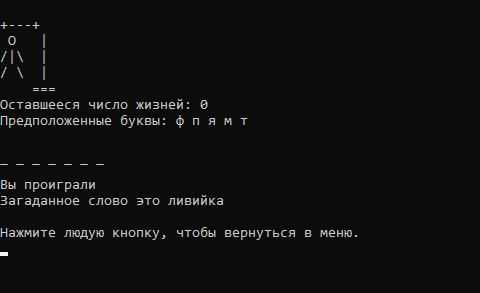 +---+
 O   |
/|\  |
/ \  |
    ===
Оставшееся число жизней: 0
Предположенные буквы: ф п я м т
_ _ _ _ _ _ _
Вы проиграли
Загаданное слово это ливийка
Нажмите людую кнопку, чтобы вернуться в меню.